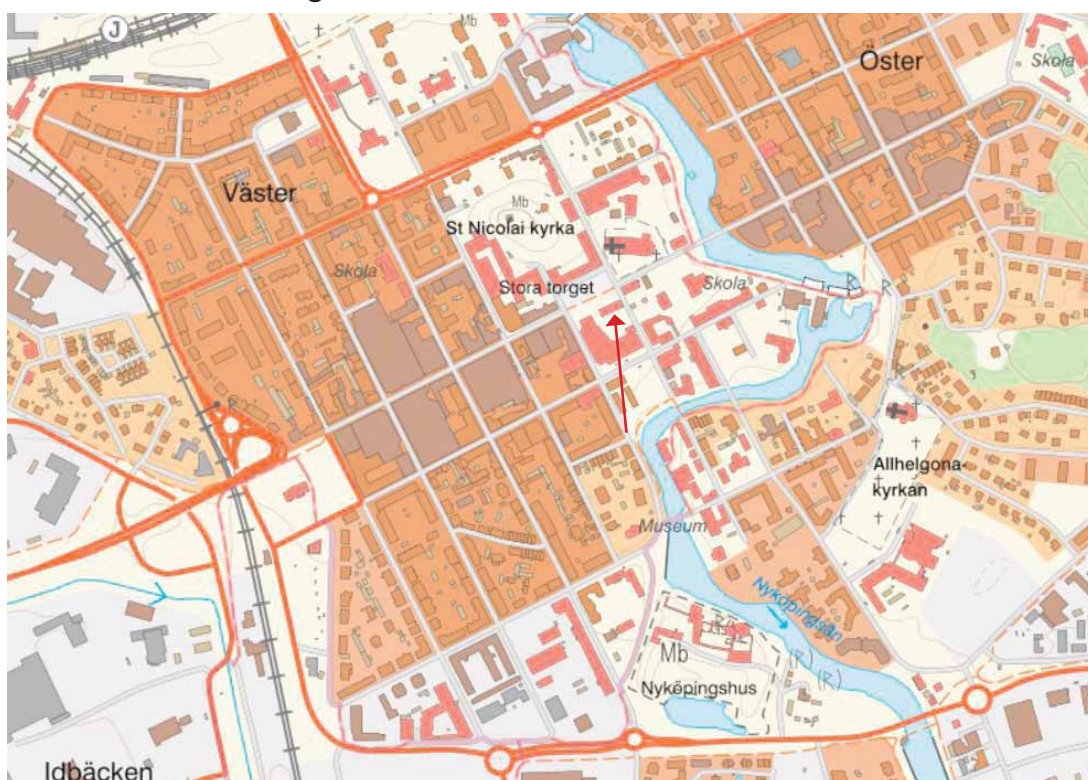 J
Mb
Öster
Skola
Väster
Mb
St Nicolai kyrka
Skola
Stora torget
Skola
R
R
Allhelgona-
kyrkan
Museum
Nyköpingsån
Mb
(R)
(R)
Nyköpingshus
Idbäcken